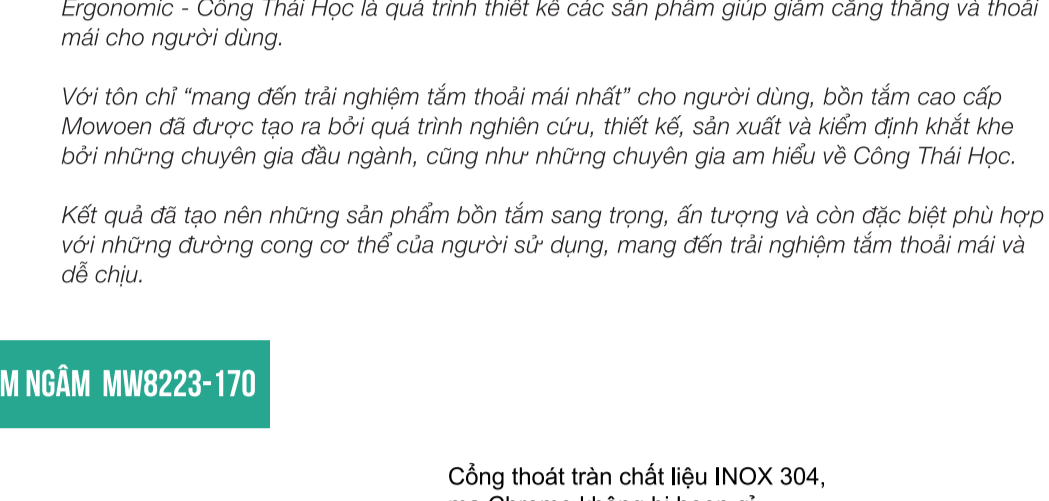 Ergonomic - Công Thái Học là quá trình thiết kế các sản phẩm giúp giảm căng thẳng và thoải
mái cho người dùng.
Với tôn chỉ “mang đến trải nghiệm tắm thoải mái nhất” cho người dùng, bồn tắm cao cấp
Mowoen đã được tạo ra bởi quá trình nghiên cứu, thiết kế, sản xuất và kiểm định khắt khe
bởi những chuyên gia đầu ngành, cũng như những chuyên gia am hiểu về Công Thái Học.
Kết quả đã tạo nên những sản phẩm bồn tắm sang trọng, ấn tượng và còn đặc biệt phù hợp
với những đường cong cơ thể của người sử dụng, mang đến trải nghiệm tắm thoải mái và
dễ chịu.
M NGÂM MW8223-170
Cổng thoát tràn chất liệu INOX 304,